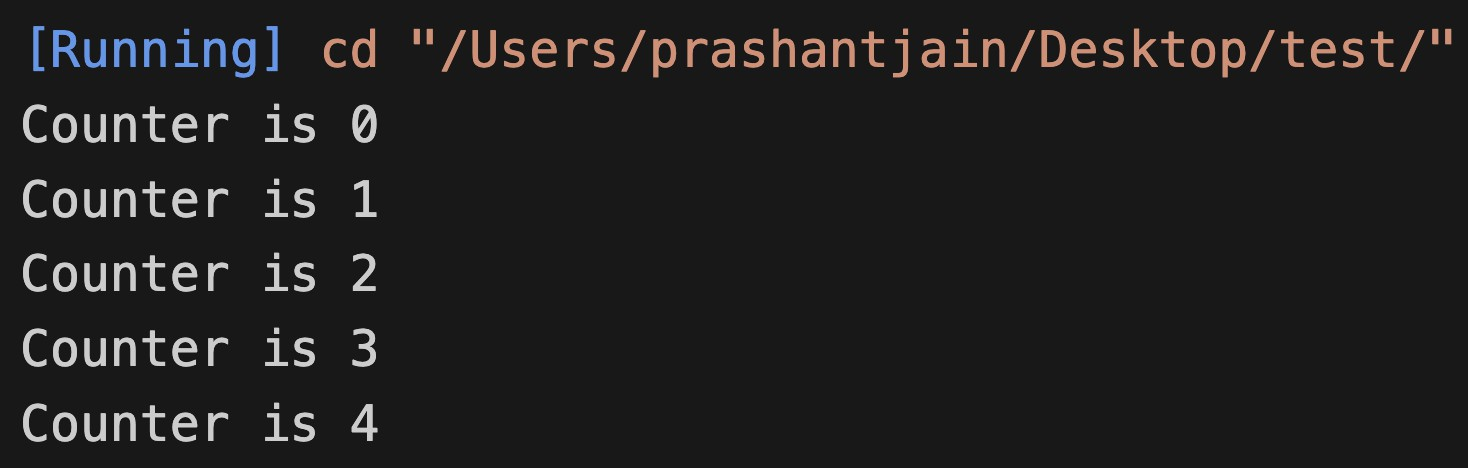 [Running] cd "/Users/prashantjain/Desktop/test/"
Counter is 0
Counter is 1
Counter is 2
Counter is 3
Counter is 4